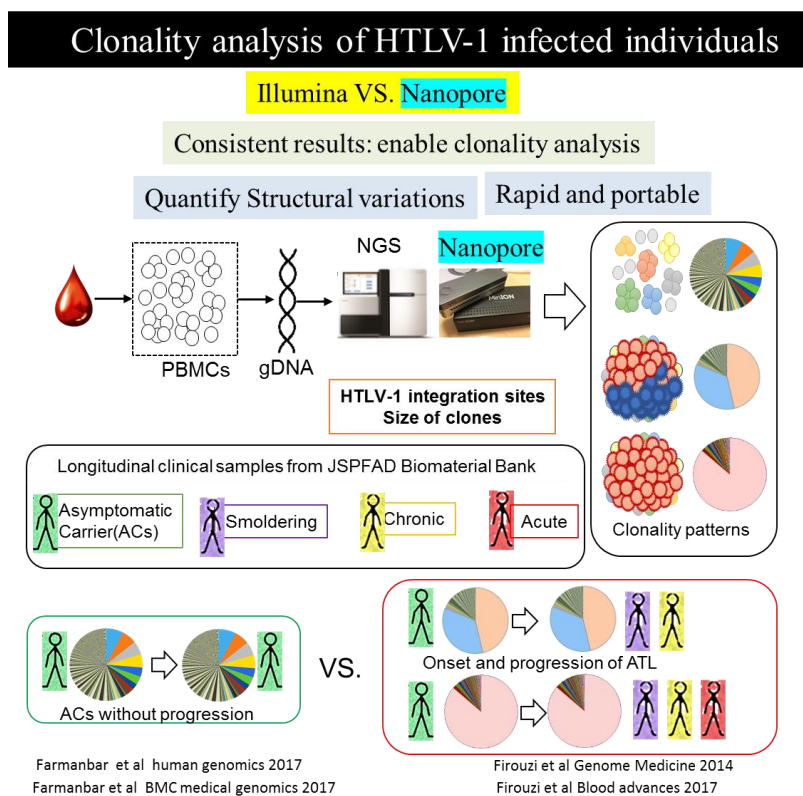 Clonality analysis of HTLV-1 infected individuals
Illumina VS. Nanopore
Consistent results: enable clonality analysis
Quantify Structural variations
Rapid and portable
NGS
Nanopore
MinION
PBMCs
gDNA
HTLV-1 integration sites
Size of clones
Clonality patterns
Longitudinal clinical samples from JSPFAD Biomaterial Bank
Asymptomatic
Carrier(ACs)
Smoldering
Chronic
Acute
ACs without progression
VS.
Onset and progression of ATL
Farmanbar et al human genomics 2017
Farmanbar et al BMC medical genomics 2017
Firouzi et al Genome Medicine 2014
Firouzi et al Blood advances 2017